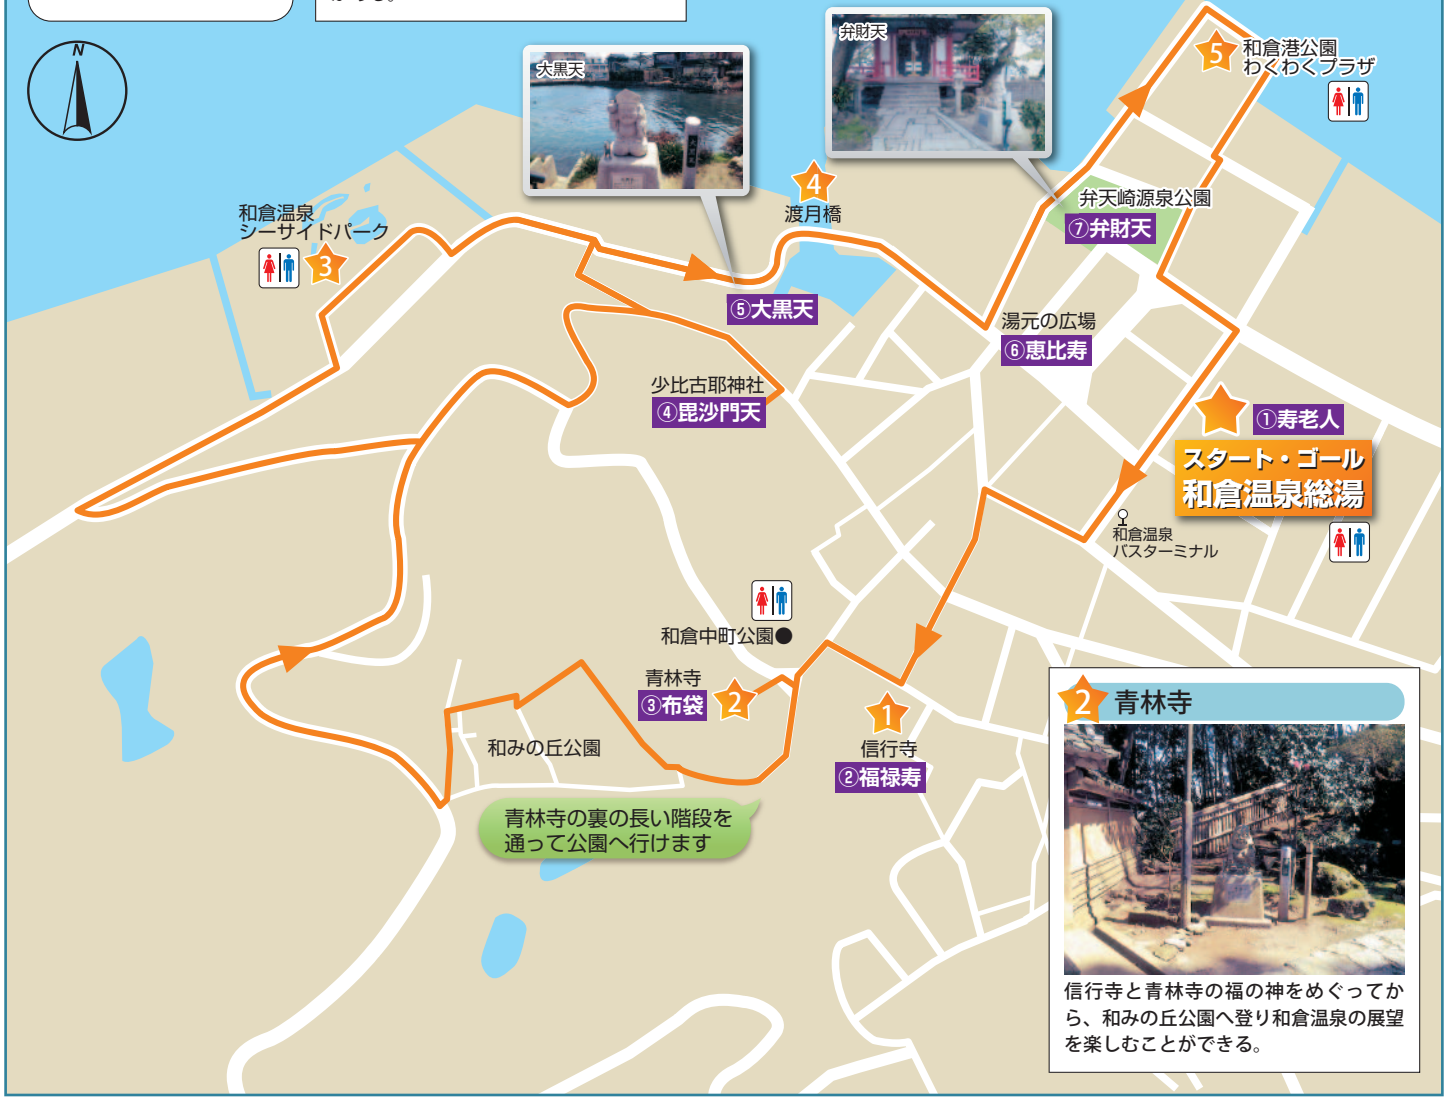 N
大黒天
弁財天
5
和倉港公園
わくわくプラザ
4
渡月橋
弁天崎源泉公園
⑦弁財天
和倉温泉
シーサイドパーク
3
⑤大黒天
湯元の広場
⑥恵比寿
少比古那神社
④毘沙門天
①寿老人
スタート・ゴール
和倉温泉総湯
和倉温泉
バスターミナル
和倉中町公園
青林寺
③布袋
2
1
信行寺
②福禄寿
和みの丘公園
青林寺の裏の長い階段を
通って公園へ行けます
2 青林寺
信行寺と青林寺の福の神をめぐってか
ら、和みの丘公園へ登り和倉温泉の展望
を楽しむことができる。